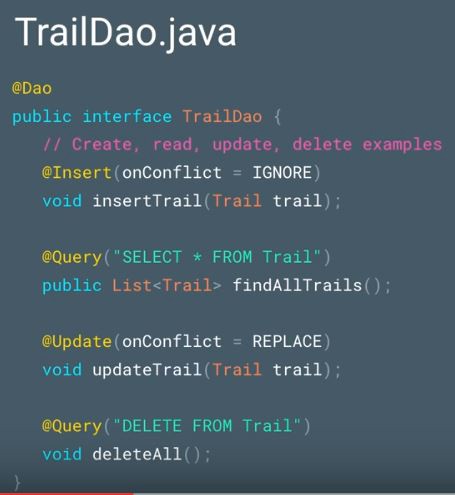 TrailDao.java
@Dao
public interface TrailDao {
// Create, read, update, delete examples
@Insert(onConflict = IGNORE)
void insertTrail(Trail trail);
@Query("SELECT * FROM Trail")
public List<Trail> findAllTrails();
@Update(onConflict = REPLACE)
void updateTrail(Trail trail);
@Query("DELETE FROM Trail")
void deleteAll();
}